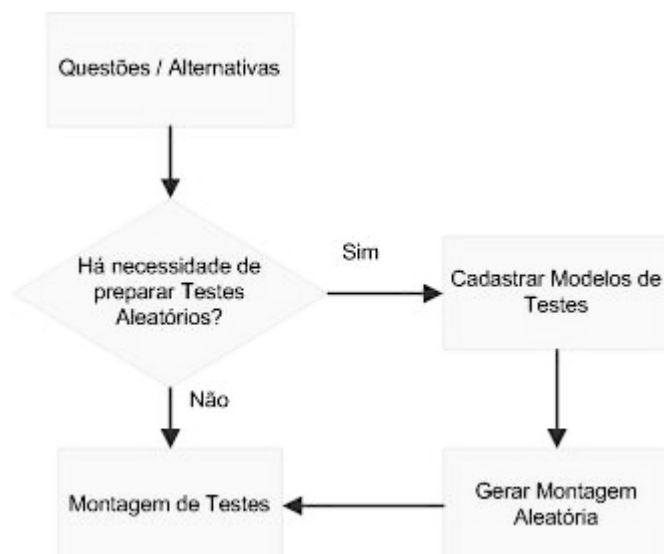 Questões / Alternativas
Há necessidade de
preparar Testes
Aleatórios?
Sim
Cadastrar Modelos de
Testes
Não
Montagem de Testes
Gerar Montagem
Aleatória